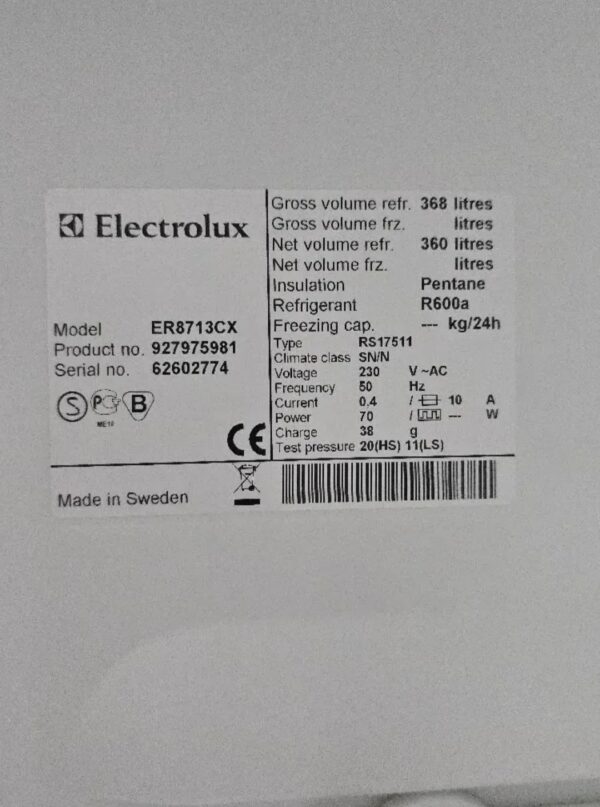 Electrolux
Model ER8713CX
Product no. 927975981
Serial no. 62602774
S
B
ME10
CE
Gross volume refr. 368 litres
Gross volume frz. litres
Net volume refr. 360 litres
Net volume frz. litres
Insulation Pentane
Refrigerant R600a
Freezing cap. --- kg/24h
Type RS17511
Climate class SN/N
Voltage 230 V ~AC
Frequency 50 Hz
Current 0,4 / 10 A
Power 70 / --- W
Charge 38 g
Test pressure 20(HS) 11(LS)
Made in Sweden